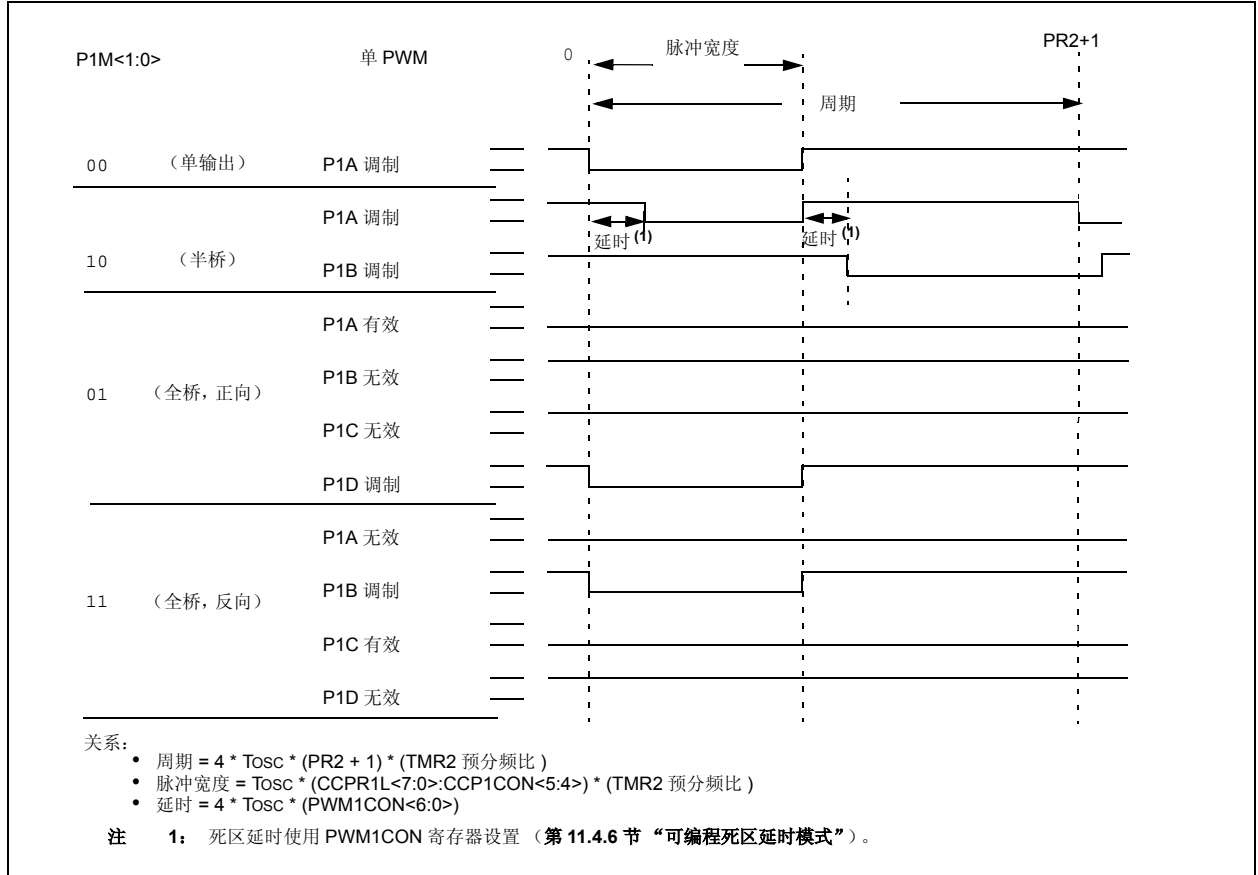 P1M<1:0> 单 PWM 0 脉冲宽度 PR2+1
周期
00 （单输出） P1A 调制
P1A 调制
延时 (1) 延时 (1)
10 （半桥）
P1B 调制
P1A 有效
P1B 无效
01 （全桥，正向）
P1C 无效
P1D 调制
P1A 无效
P1B 调制
11 （全桥，反向）
P1C 有效
P1D 无效
关系：
• 周期 = 4 * TOSC * (PR2 + 1) * (TMR2 预分频比 )
• 脉冲宽度 = TOSC * (CCPR1L<7:0>:CCP1CON<5:4>) * (TMR2 预分频比 )
• 延时 = 4 * TOSC * (PWM1CON<6:0>)
注 1： 死区延时使用 PWM1CON 寄存器设置 （第 11.4.6 节 “可编程死区延时模式”）。